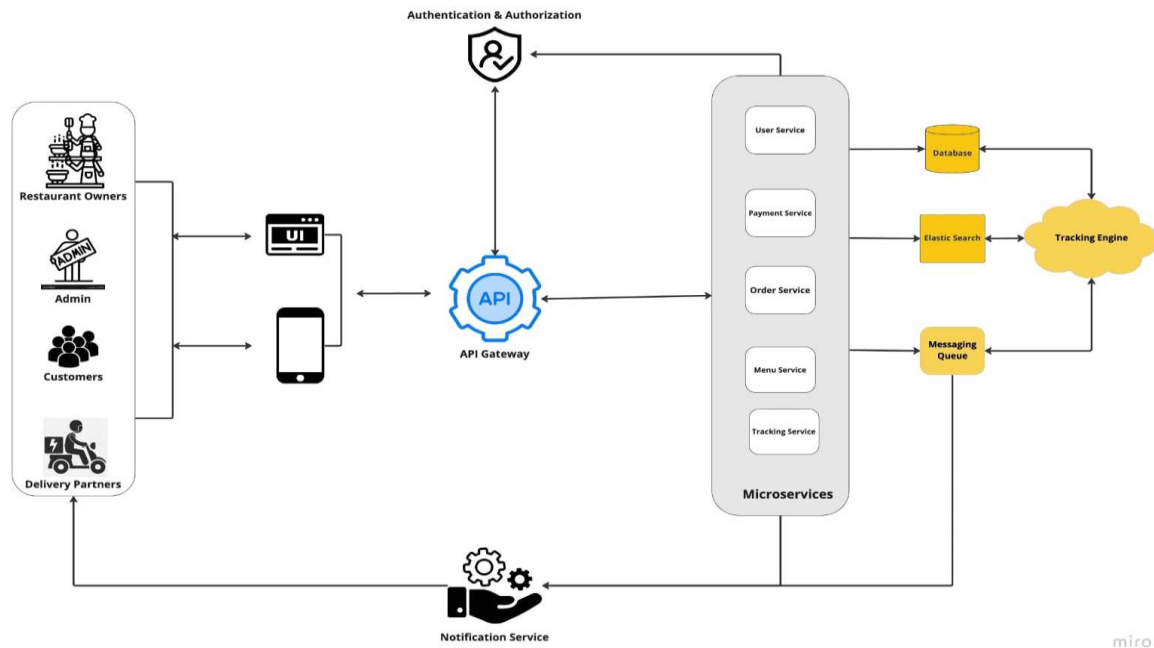 Authentication & Authorization
Restaurant Owners
ADMIN
Admin
Customers
Delivery Partners
UI
API
API Gateway
User Service
Payment Service
Order Service
Menu Service
Tracking Service
Microservices
Database
Elastic Search
Tracking Engine
Messaging
Queue
Notification Service
miro